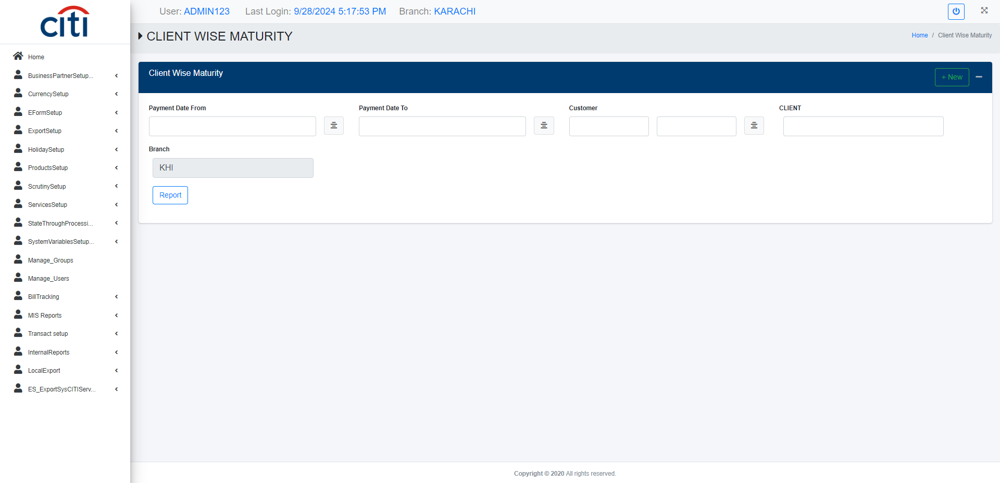 citi
User: ADMIN123 Last Login: 9/28/2024 5:17:53 PM Branch: KARACHI
CLIENT WISE MATURITY
Home / Client Wise Maturity
Home
BusinessPartnerSetup...
CurrencySetup
EFormSetup
ExportSetup
HolidaySetup
ProductsSetup
ScrutinySetup
ServicesSetup
StateThroughProcessi...
SystemVariablesSetup...
Manage_Groups
Manage_Users
BillTracking
MIS Reports
Transact setup
InternalReports
LocalExport
ES_ExportSysCITIServ...
Client Wise Maturity
+ New
Payment Date From Payment Date To Customer CLIENT
Branch
KHI
Report
Copyright © 2020 All rights reserved.